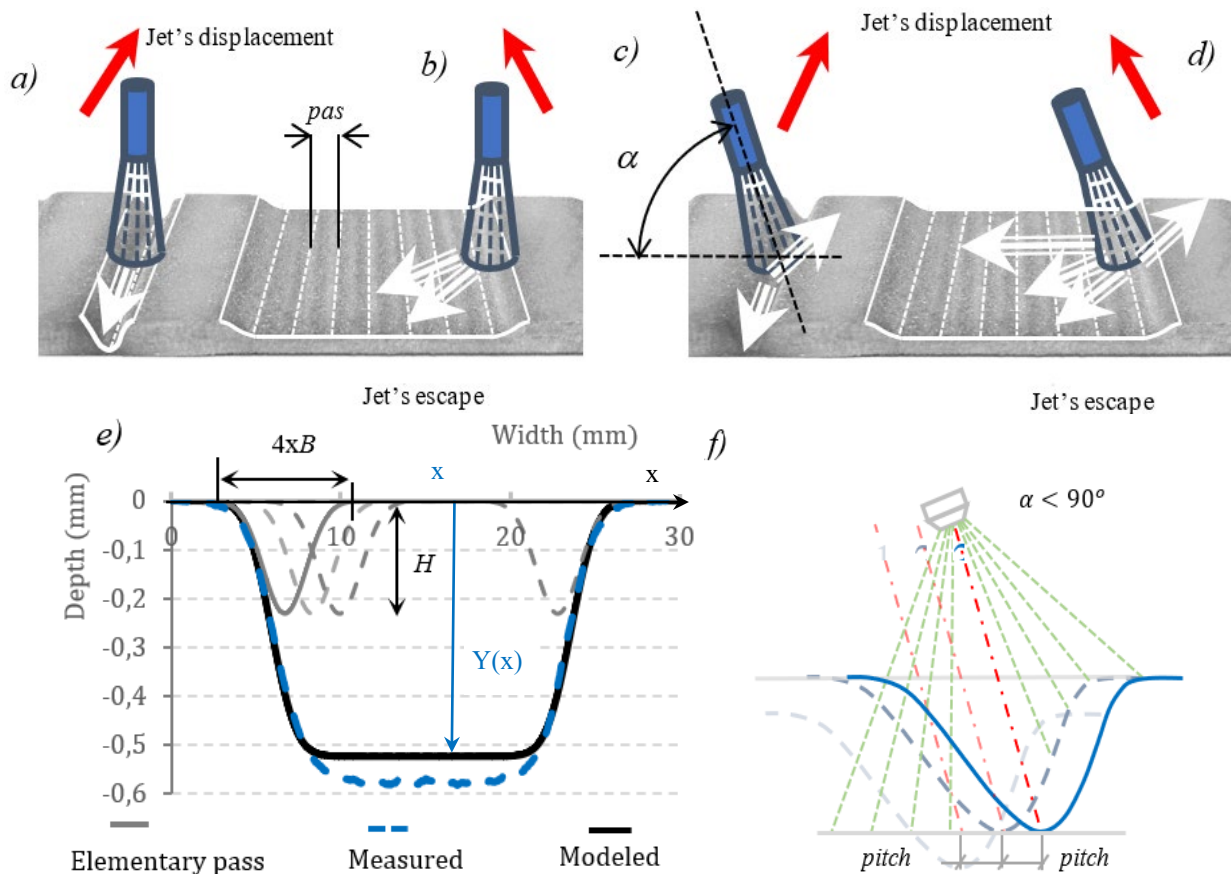 Jet’s displacement
a)
b)
pas
Jet’s displacement
c)
d)
α
Jet’s escape
Jet’s escape
e)
4xB
Width (mm)
f)
x
x
α < 90º
0
0
10
20
30
-0,1
-0,2
-0,3
-0,4
-0,5
-0,6
Depth (mm)
H
Y(x)
pitch
pitch
Elementary pass
Measured
Modeled